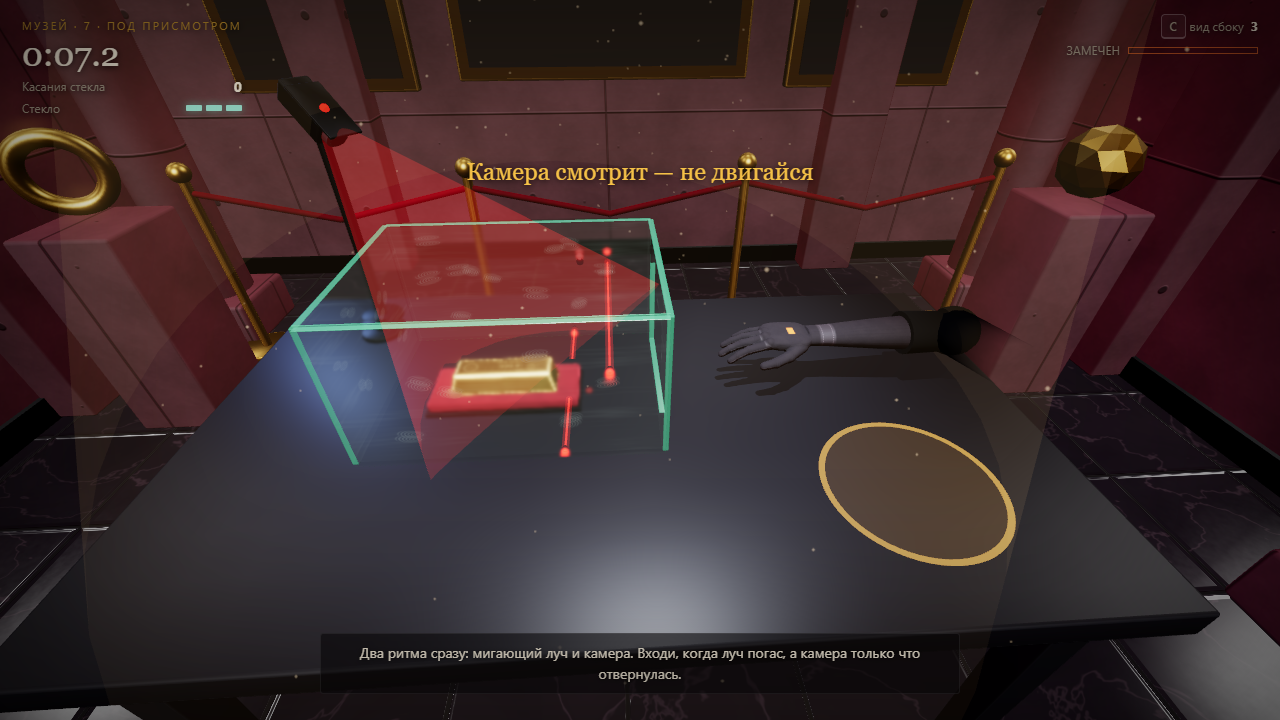 МУЗЕЙ · 7 · ПОД ПРИСМОТРОМ
0:07.2
Касания стекла 0
Стекло
C вид сбоку 3
ЗАМЕЧЕН
Камера смотрит — не двигайся
Два ритма сразу: мигающий луч и камера. Входи, когда луч погас, а камера только что
отвернулась.